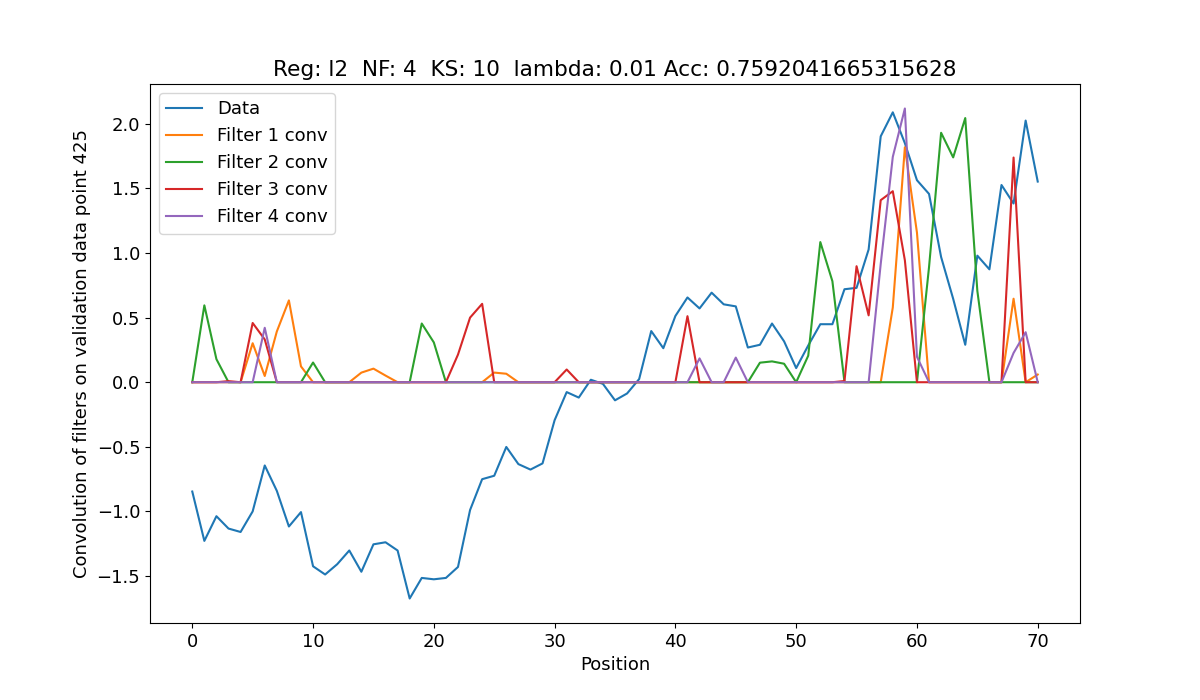 Reg: l2 NF: 4 KS: 10 lambda: 0.01 Acc: 0.7592041665315628
Data
Filter 1 conv
Filter 2 conv
Filter 3 conv
Filter 4 conv
Convolution of filters on validation data point 425
2.0
1.5
1.0
0.5
0.0
−0.5
−1.0
−1.5
0 10 20 30 40 50 60 70
Position